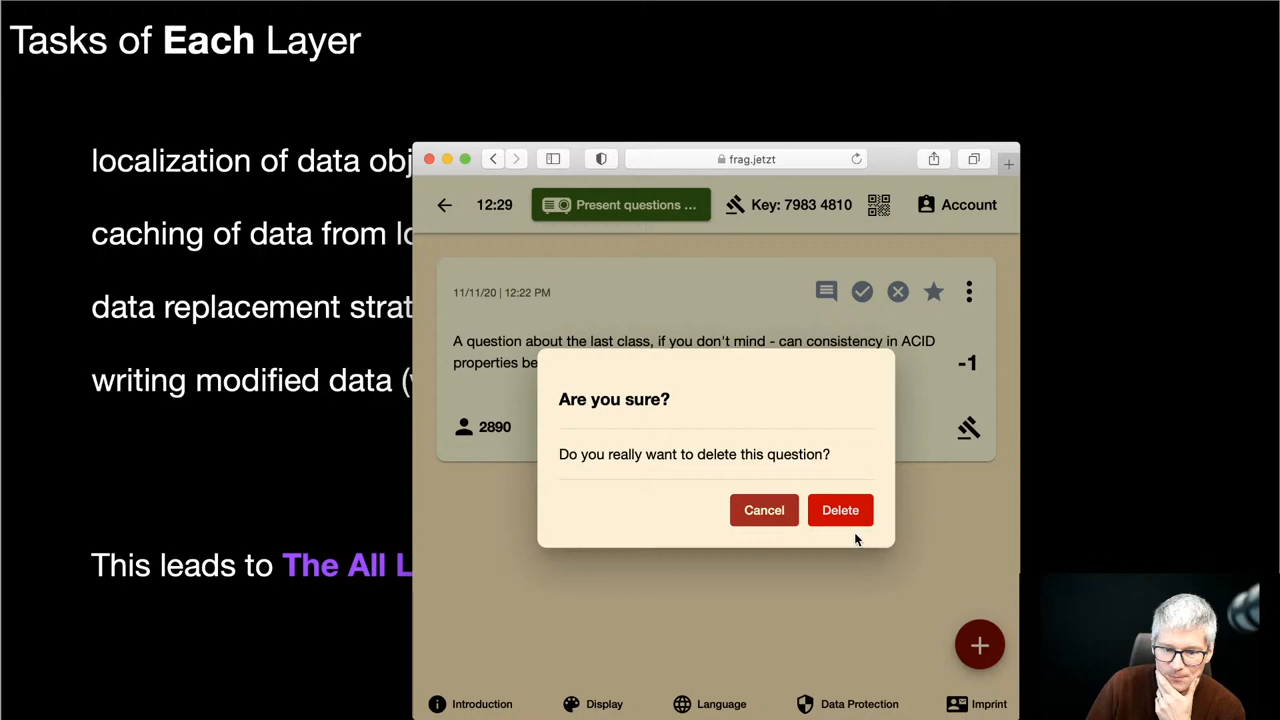 Tasks of Each Layer
localization of data obj
caching of data from lo
data replacement strat
writing modified data (
This leads to The All L
frag.jetzt
12:29
Present questions ...
Key: 7983 4810
Account
11/11/20 | 12:22 PM
A question about the last class, if you don't mind - can consistency in ACID
properties be
-1
2890
Are you sure?
Do you really want to delete this question?
Cancel
Delete
+
Introduction
Display
Language
Data Protection
Imprint